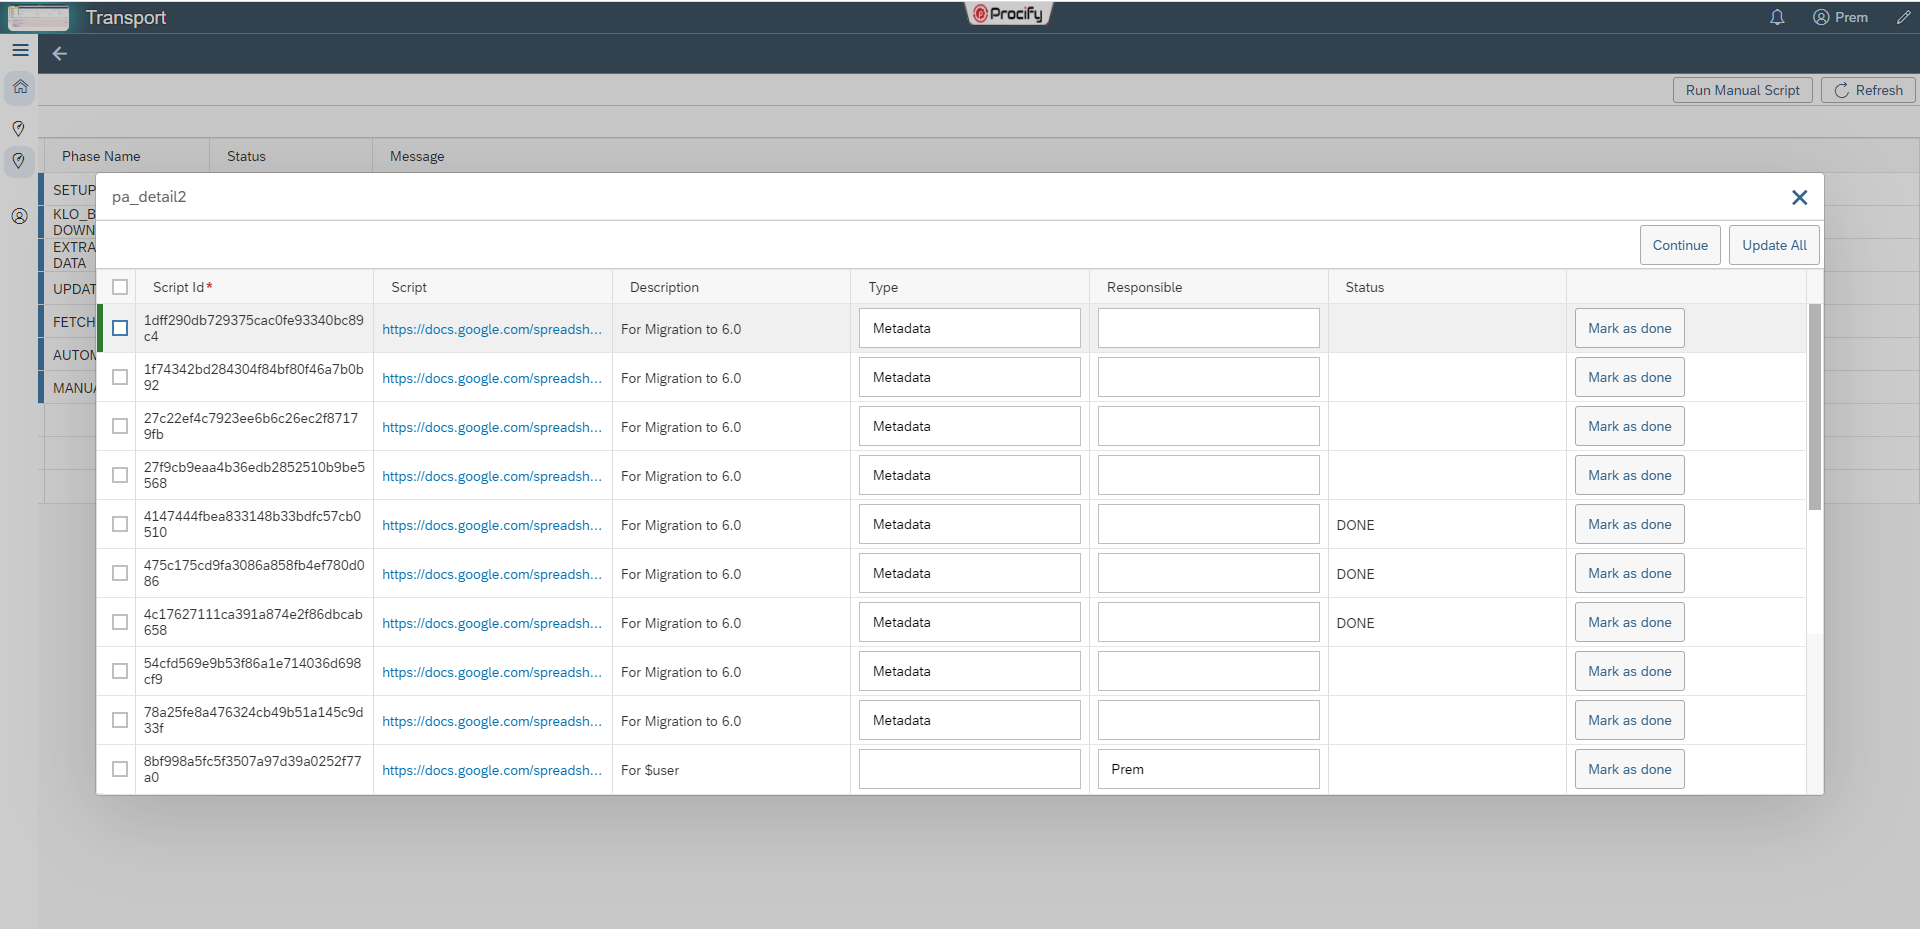 Transport
Procify
Prem
Run Manual Script
Refresh
Phase Name Status Message
SETUP
KLO_B
DOWN
EXTRA
DATA
UPDAT
FETCH
AUTOM
MANUA
pa_detail2
Continue Update All
Script Id* Script Description Type Responsible Status
1dff290db729375cac0fe93340bc89
c4
https://docs.google.com/spreadsh... For Migration to 6.0 Metadata Mark as done
1f74342bd284304f84bf80f46a7b0b
92
https://docs.google.com/spreadsh... For Migration to 6.0 Metadata Mark as done
27c22ef4c7923ee6b6c26ec2f8717
9fb
https://docs.google.com/spreadsh... For Migration to 6.0 Metadata Mark as done
27f9cb9eaa4b36edb2852510b9be5
568
https://docs.google.com/spreadsh... For Migration to 6.0 Metadata Mark as done
4147444fbea833148b33bdfc57cb0
510
https://docs.google.com/spreadsh... For Migration to 6.0 Metadata DONE Mark as done
475c175cd9fa3086a858fb4ef780d0
86
https://docs.google.com/spreadsh... For Migration to 6.0 Metadata DONE Mark as done
4c17627111ca391a874e2f86dbcab
658
https://docs.google.com/spreadsh... For Migration to 6.0 Metadata DONE Mark as done
54cfd569e9b53f86a1e714036d698
cf9
https://docs.google.com/spreadsh... For Migration to 6.0 Metadata Mark as done
78a25fe8a476324cb49b51a145c9d
33f
https://docs.google.com/spreadsh... For Migration to 6.0 Metadata Mark as done
8bf998a5fc5f3507a97d39a0252f77
a0
https://docs.google.com/spreadsh... For $user Prem Mark as done